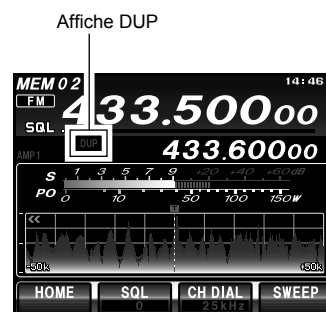 Affiche DUP
MEM 02 14:46
FM 433.50000
SQL
DUP
AMP1 433.60000
S 1 3 5 7 9 +20 +40 +60dB
PO 0 10 50 100 150W
T
<<
-50k +50k
HOME SQL CH DIAL SWEEP
0 25kHz